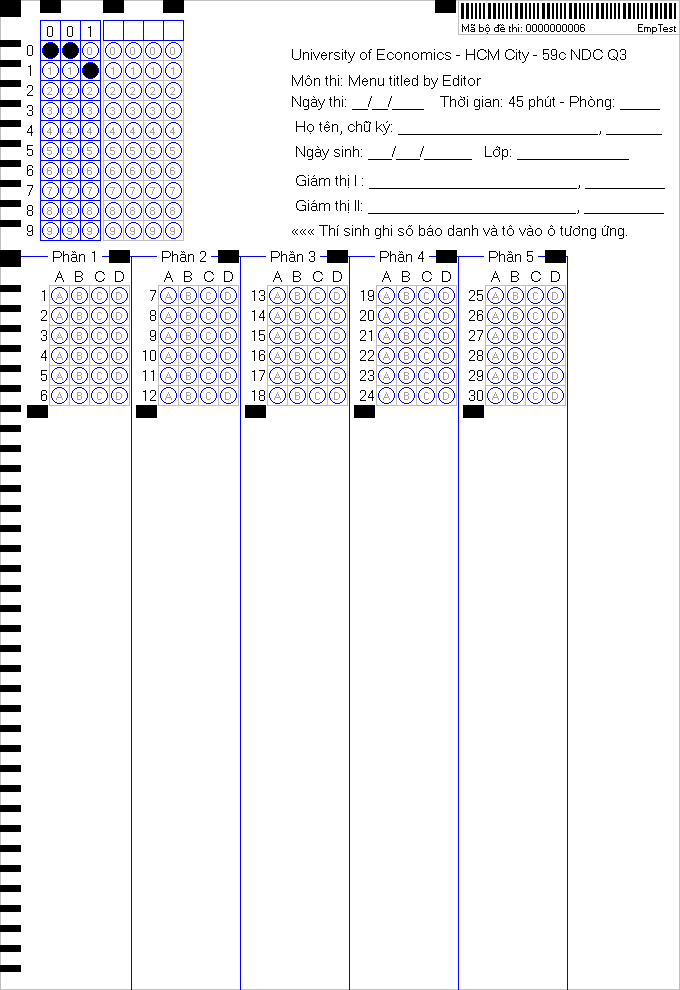 Mã bộ đề thi: 0000000006 EmpTest
0 0 1
0 0 0 0 0 0 0 0
1 1 1 1 1 1 1 1
2 2 2 2 2 2 2 2
3 3 3 3 3 3 3 3
4 4 4 4 4 4 4 4
5 5 5 5 5 5 5 5
6 6 6 6 6 6 6 6
7 7 7 7 7 7 7 7
8 8 8 8 8 8 8 8
9 9 9 9 9 9 9 9
University of Economics - HCM City - 59c NDC Q3
Môn thi: Menu titled by Editor
Ngày thi: __/__/____ Thời gian: 45 phút - Phòng: _____
Họ tên, chữ ký: _________________________, _______
Ngày sinh: ___/___/______ Lớp: ______________
Giám thị I : __________________________, __________
Giám thị II: __________________________, __________
««« Thí sinh ghi số báo danh và tô vào ô tương ứng.
Phần 1 Phần 2 Phần 3 Phần 4 Phần 5
A B C D A B C D A B C D A B C D A B C D
1 A B C D 7 A B C D 13 A B C D 19 A B C D 25 A B C D
2 A B C D 8 A B C D 14 A B C D 20 A B C D 26 A B C D
3 A B C D 9 A B C D 15 A B C D 21 A B C D 27 A B C D
4 A B C D 10 A B C D 16 A B C D 22 A B C D 28 A B C D
5 A B C D 11 A B C D 17 A B C D 23 A B C D 29 A B C D
6 A B C D 12 A B C D 18 A B C D 24 A B C D 30 A B C D